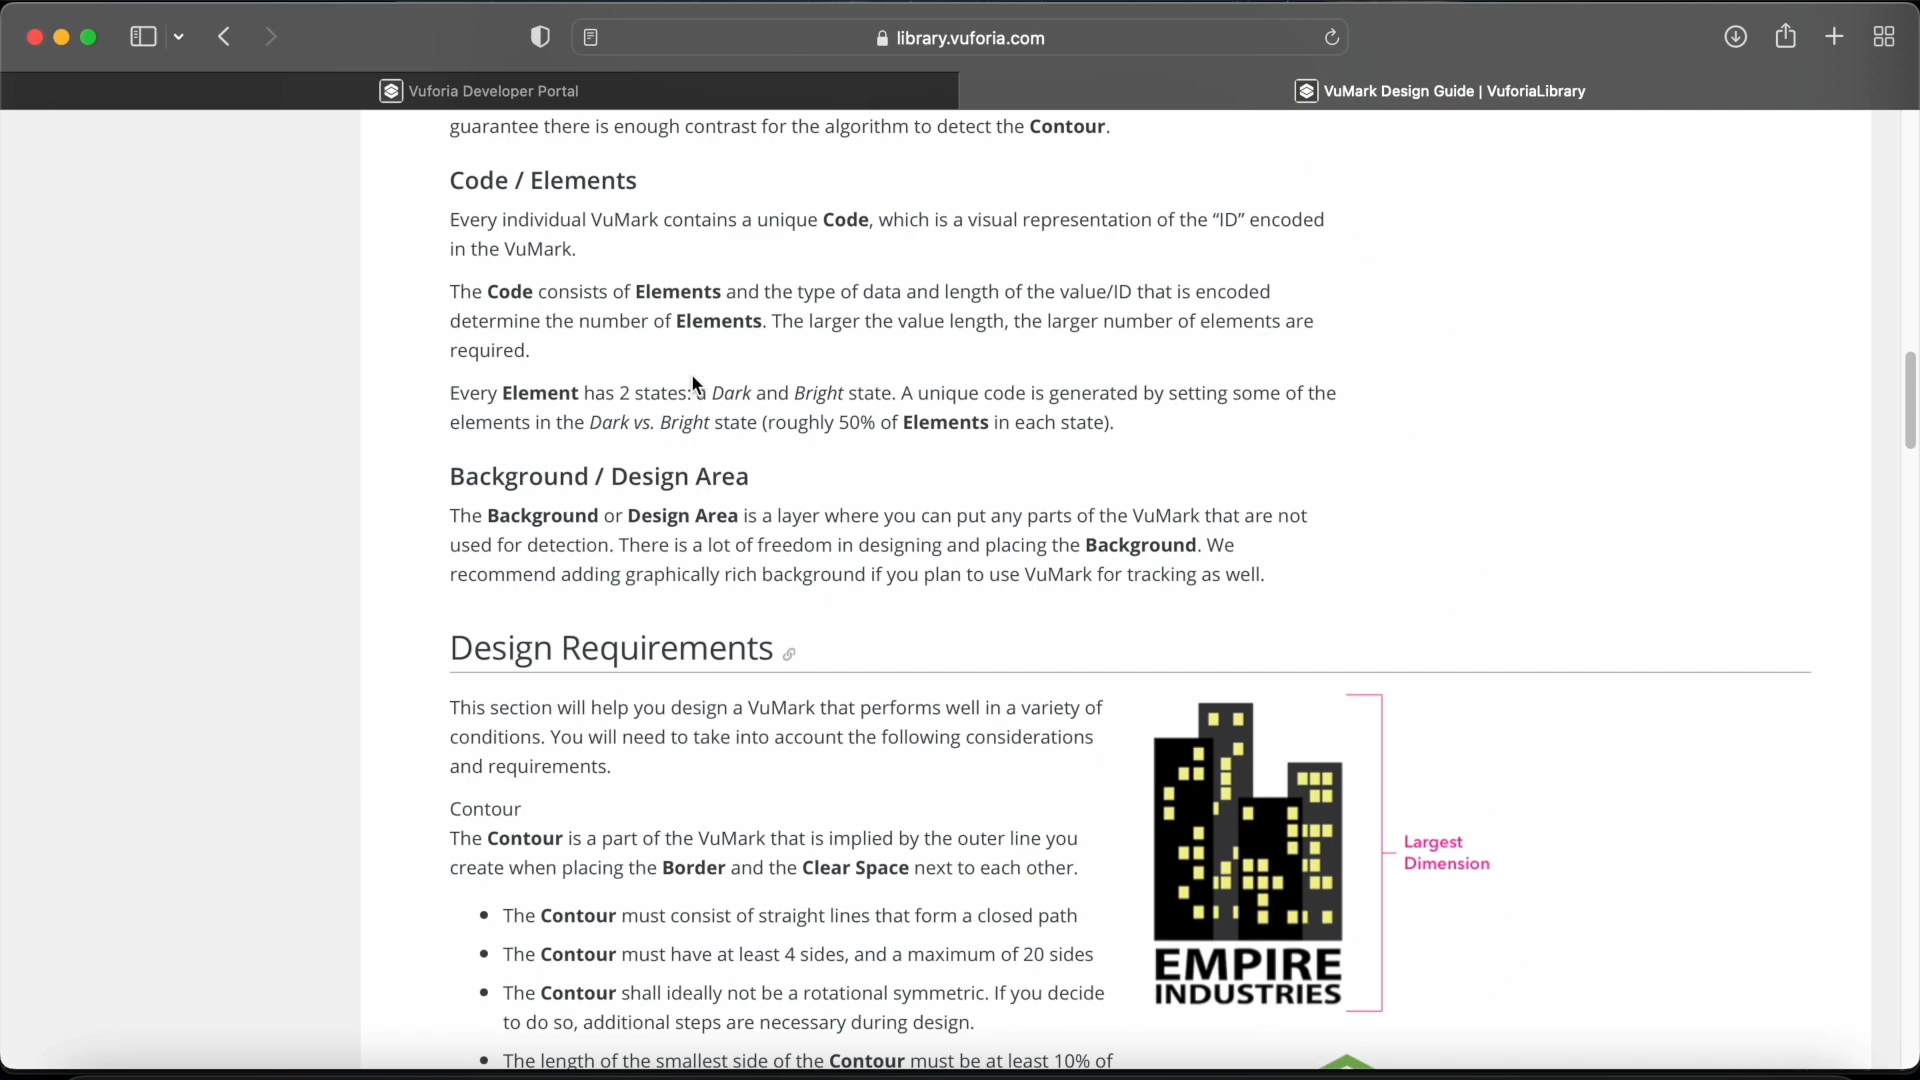 library.vuforia.com
Vuforia Developer Portal
VuMark Design Guide | VuforiaLibrary
guarantee there is enough contrast for the algorithm to detect the Contour.
Code / Elements
Every individual VuMark contains a unique Code, which is a visual representation of the “ID” encoded
in the VuMark.
The Code consists of Elements and the type of data and length of the value/ID that is encoded
determine the number of Elements. The larger the value length, the larger number of elements are
required.
Every Element has 2 states: a Dark and Bright state. A unique code is generated by setting some of the
elements in the Dark vs. Bright state (roughly 50% of Elements in each state).
Background / Design Area
The Background or Design Area is a layer where you can put any parts of the VuMark that are not
used for detection. There is a lot of freedom in designing and placing the Background. We
recommend adding graphically rich background if you plan to use VuMark for tracking as well.
Design Requirements
This section will help you design a VuMark that performs well in a variety of
conditions. You will need to take into account the following considerations
and requirements.
Contour
The Contour is a part of the VuMark that is implied by the outer line you
create when placing the Border and the Clear Space next to each other.
• The Contour must consist of straight lines that form a closed path
• The Contour must have at least 4 sides, and a maximum of 20 sides
• The Contour shall ideally not be a rotational symmetric. If you decide
to do so, additional steps are necessary during design.
• The length of the smallest side of the Contour must be at least 10% of
Largest
Dimension
EMPIRE
INDUSTRIES